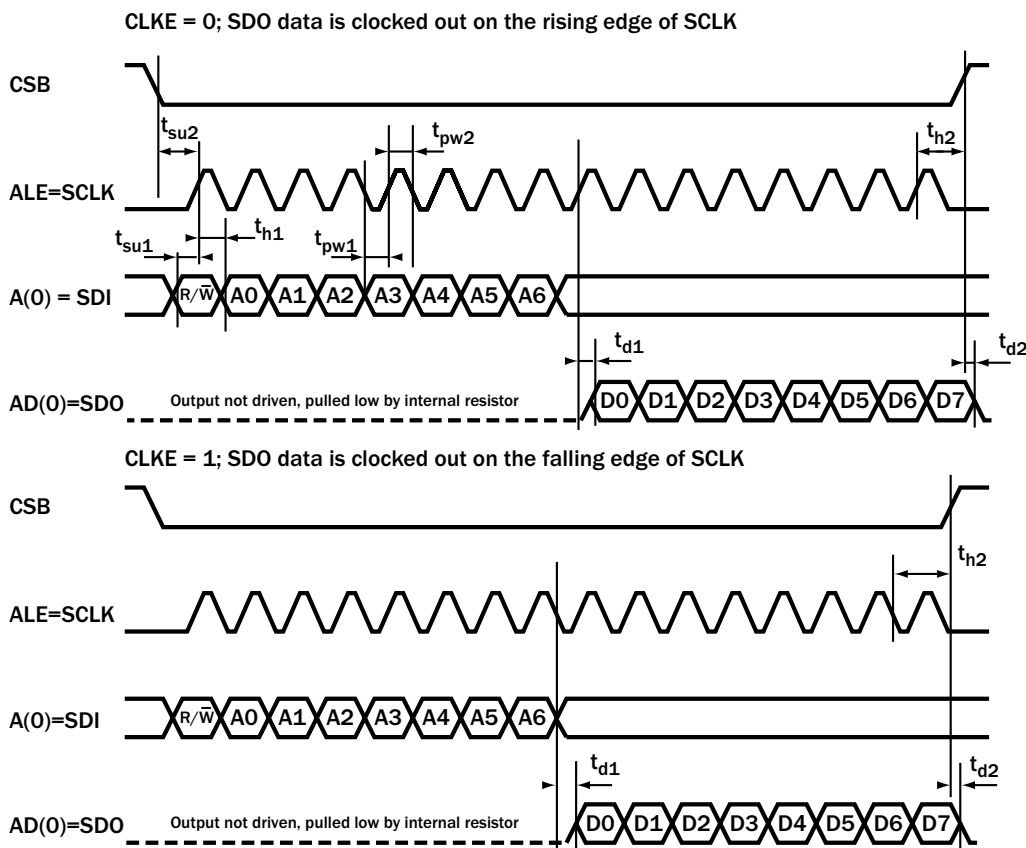 CLKE = 0; SDO data is clocked out on the rising edge of SCLK
CSB
tsu2
tpw2
th2
ALE=SCLK
tsu1
th1
tpw1
A(0) = SDI
R/W̅ A0 A1 A2 A3 A4 A5 A6
td1
td2
AD(0)=SDO
Output not driven, pulled low by internal resistor
D0 D1 D2 D3 D4 D5 D6 D7
CLKE = 1; SDO data is clocked out on the falling edge of SCLK
CSB
th2
ALE=SCLK
A(0)=SDI
R/W̅ A0 A1 A2 A3 A4 A5 A6
td1
td2
AD(0)=SDO
Output not driven, pulled low by internal resistor
D0 D1 D2 D3 D4 D5 D6 D7